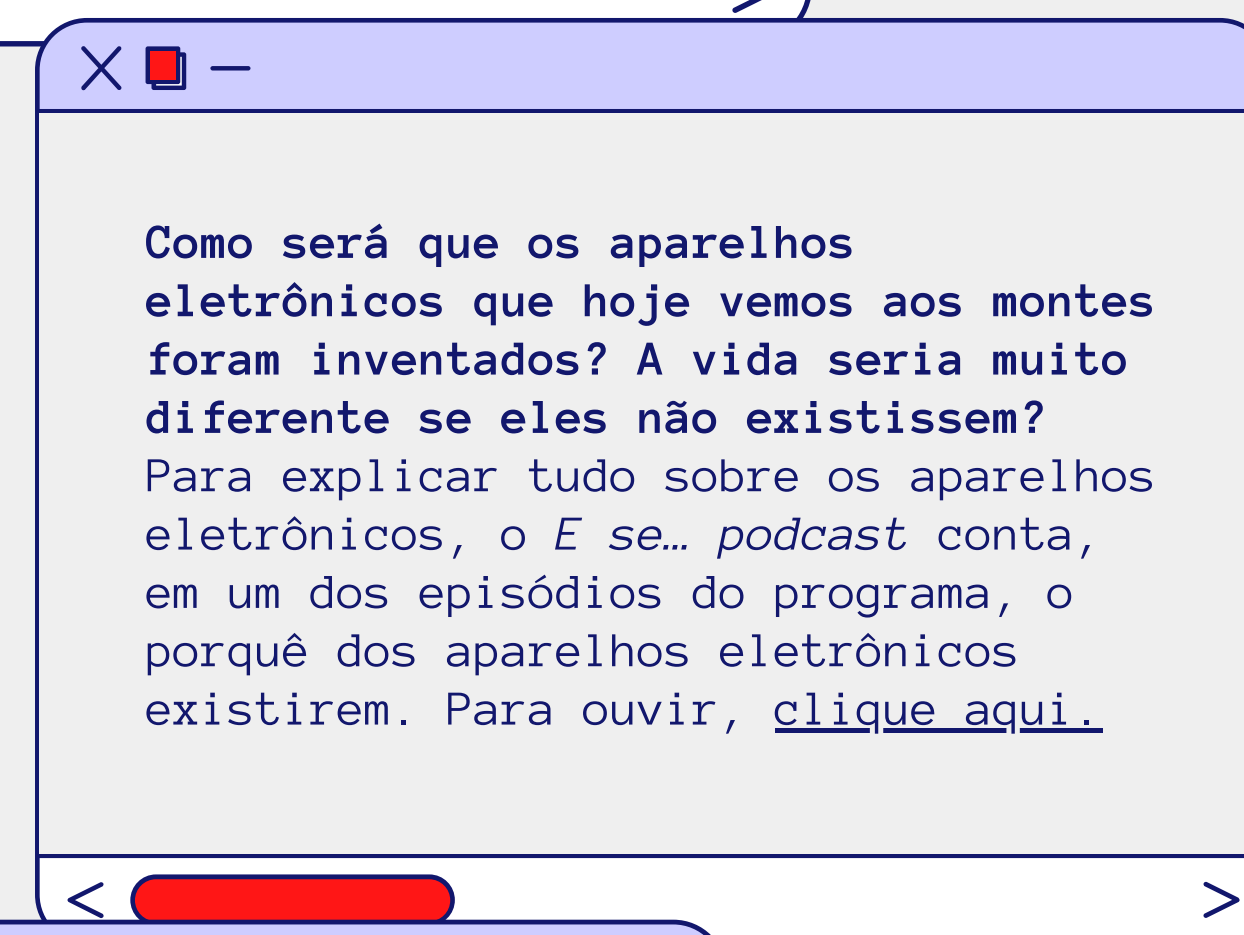 Como será que os aparelhos
eletrônicos que hoje vemos aos montes
foram inventados? A vida seria muito
diferente se eles não existissem?
Para explicar tudo sobre os aparelhos
eletrônicos, o E se… podcast conta,
em um dos episódios do programa, o
porquê dos aparelhos eletrônicos
existirem. Para ouvir, clique aqui.